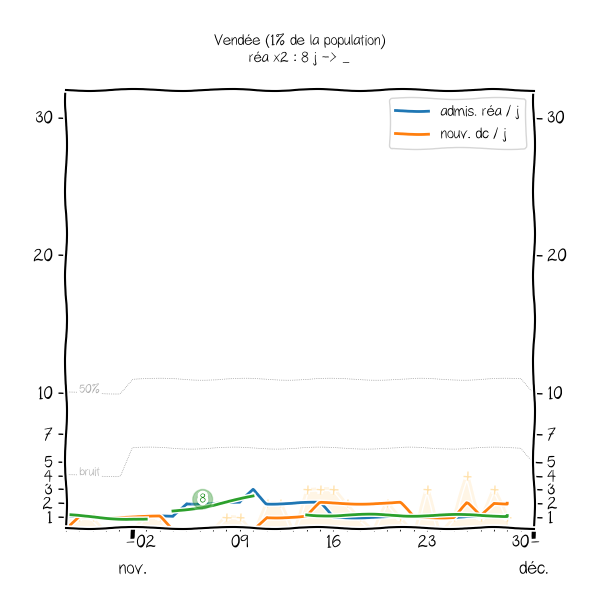 Vendée (1% de la population)
réa x2 : 8 j -> _
admis. réa / j
nouv. dc / j
30 30
20 20
50%
10 10
7 7
bruit
5 5
4 4
3 3
8
2 2
1 1
02 09 16 23 30
nov. déc.